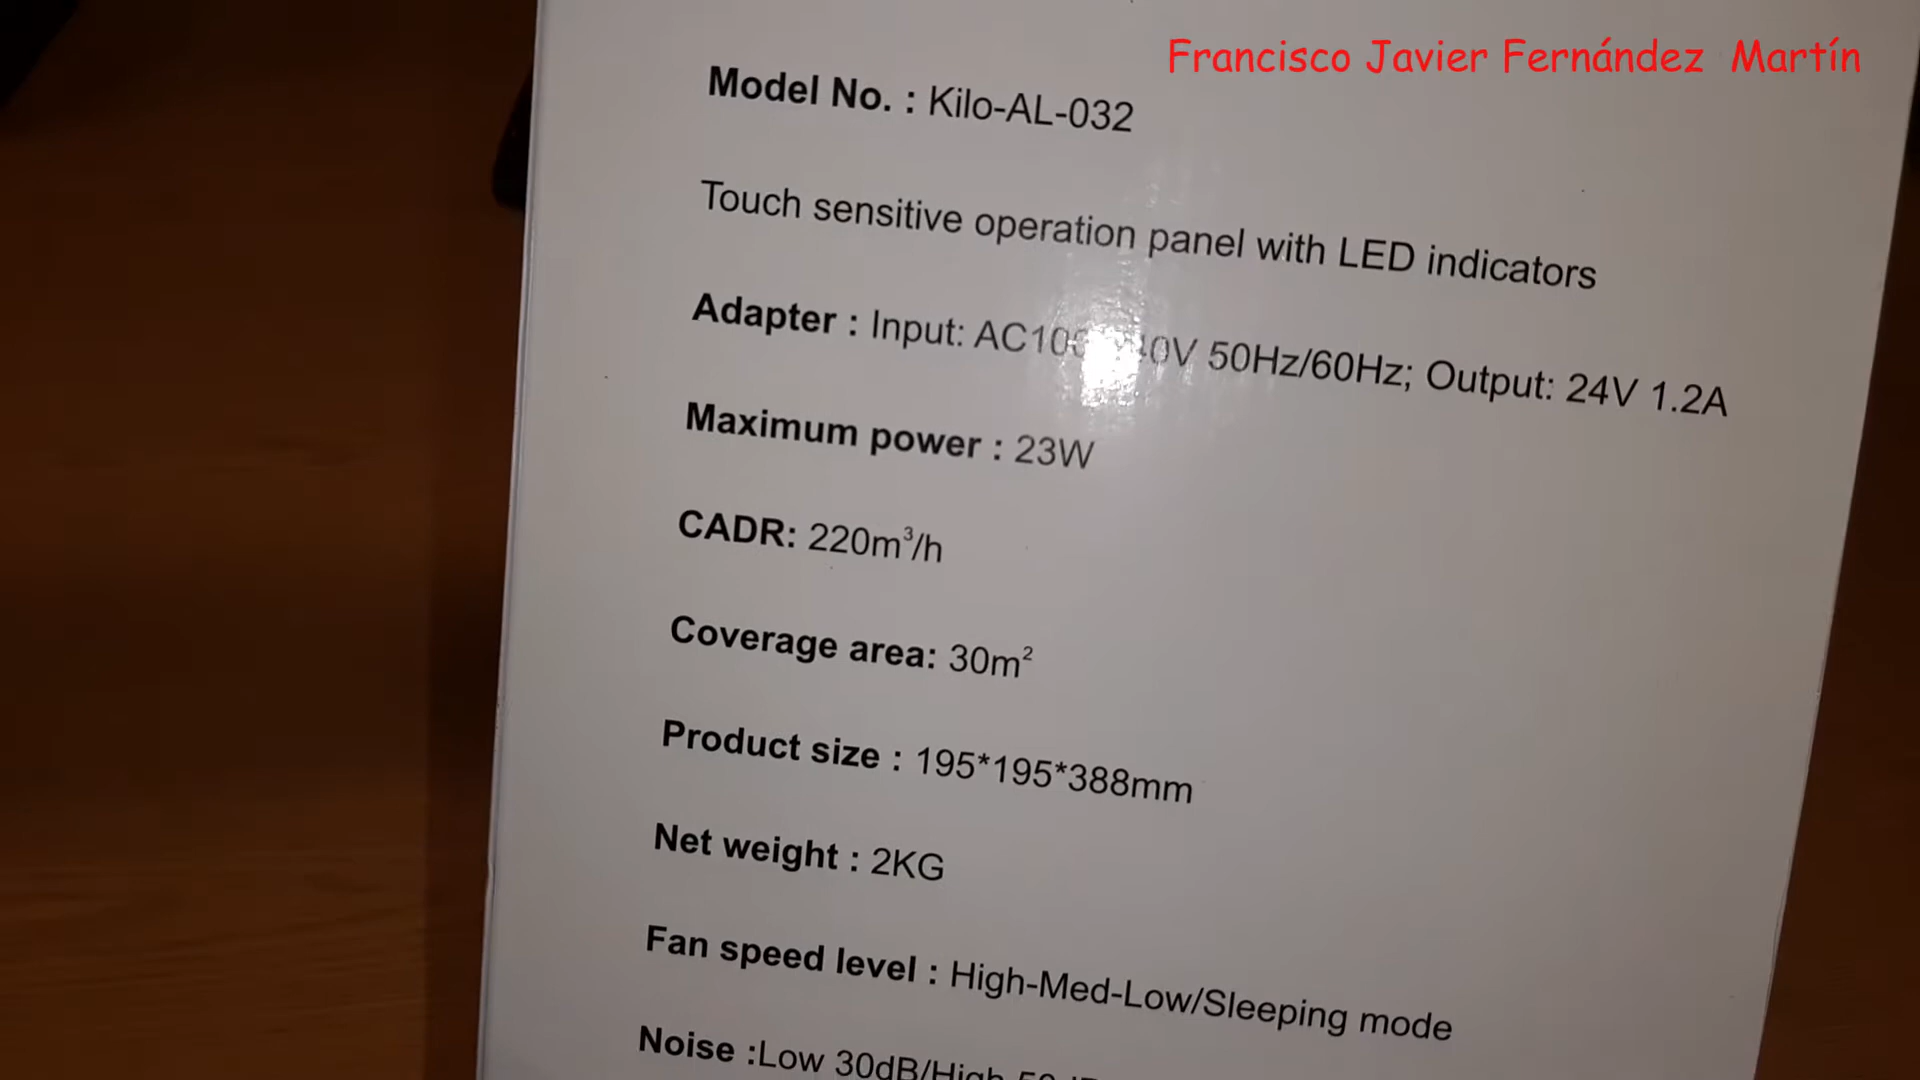 Francisco Javier Fernández Martín
Model No. : Kilo-AL-032
Touch sensitive operation panel with LED indicators
Adapter : Input: 50Hz/60Hz; Output: 24V 1.2A
Maximum power : 23W
CADR: 220m³/h
Coverage area: 30m²
Product size : 195*195*388mm
Net weight : 2KG
Fan speed level : High-Med-Low/Sleeping mode
Noise :Low 30dB/High